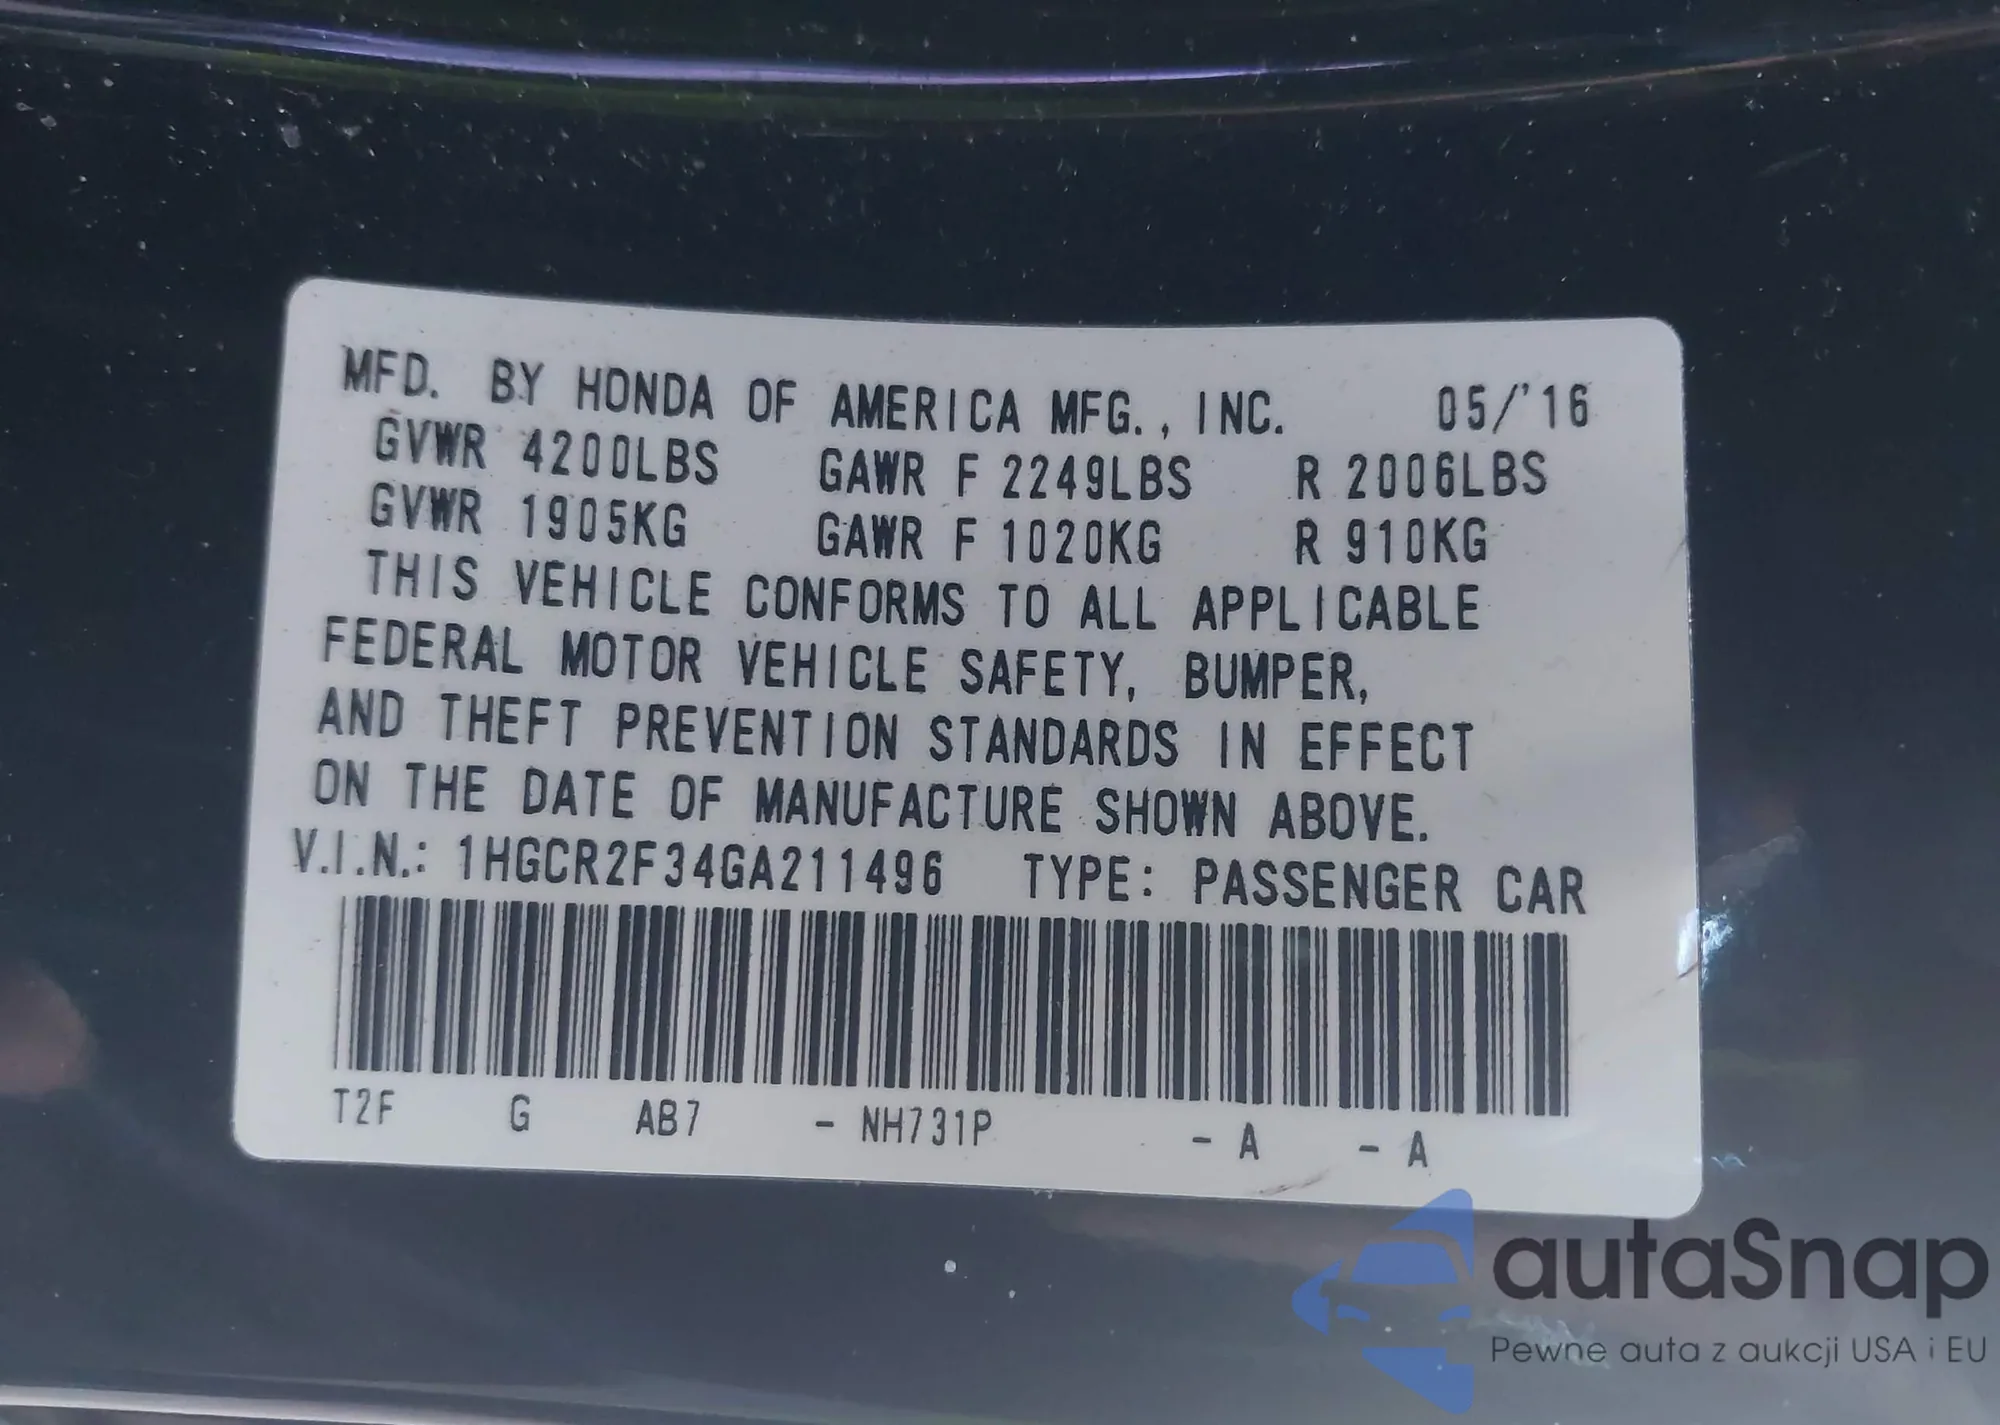 MFD. BY HONDA OF AMERICA MFG., INC. 05/'16
GVWR 4200LBS GAWR F 2249LBS R 2006LBS
GVWR 1905KG GAWR F 1020KG R 910KG
THIS VEHICLE CONFORMS TO ALL APPLICABLE
FEDERAL MOTOR VEHICLE SAFETY, BUMPER,
AND THEFT PREVENTION STANDARDS IN EFFECT
ON THE DATE OF MANUFACTURE SHOWN ABOVE.
V.I.N.: 1HGCR2F34GA211496 TYPE: PASSENGER CAR
T2F G AB7 - NH731P - A - A
autaSnap
Pewne auta z aukcji USA i EU